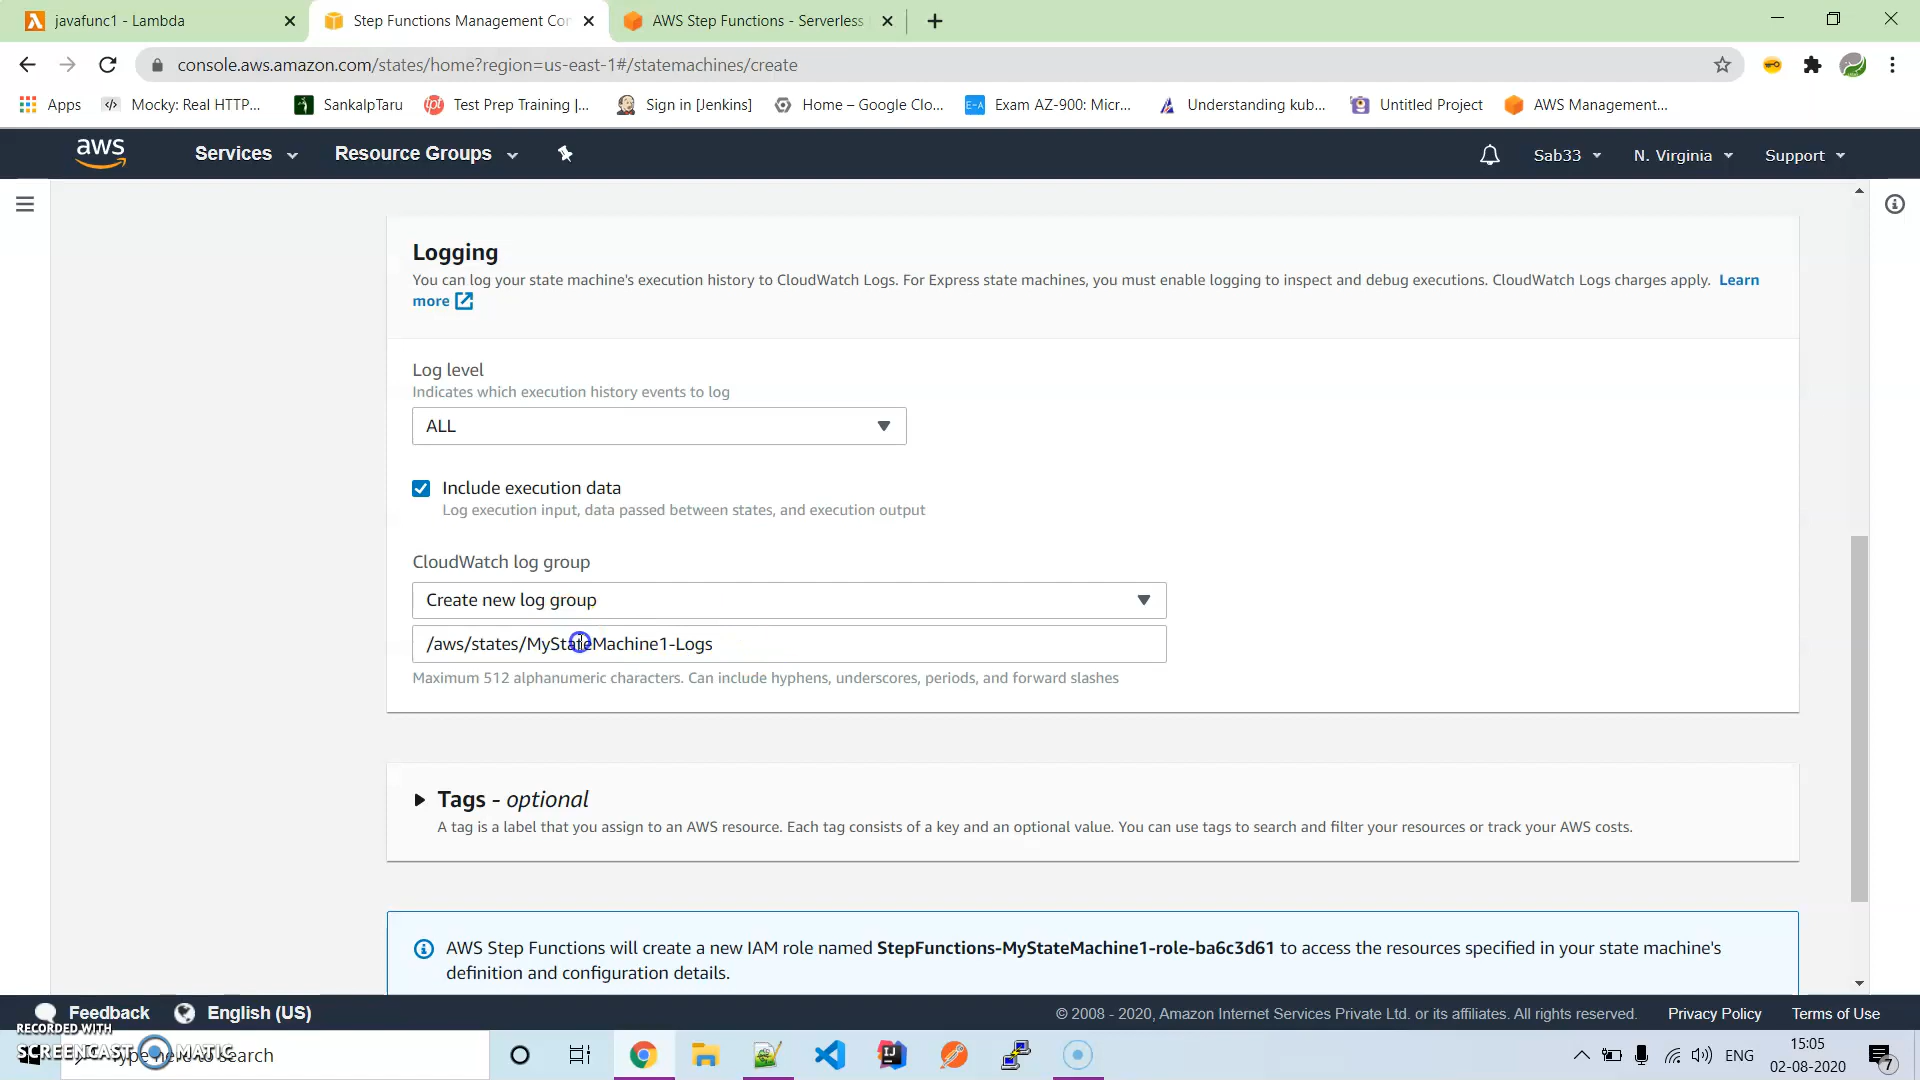 javafunc1 - Lambda
Step Functions Management Con
AWS Step Functions - Serverless
console.aws.amazon.com/states/home?region=us-east-1#/statemachines/create
Apps
Mocky: Real HTTP...
SankalpTaru
Test Prep Training |...
Sign in [Jenkins]
Home – Google Clo...
Exam AZ-900: Micr...
Understanding kub...
Untitled Project
AWS Management...
aws
Services
Resource Groups
Sab33
N. Virginia
Support
Logging
You can log your state machine's execution history to CloudWatch Logs. For Express state machines, you must enable logging to inspect and debug executions. CloudWatch Logs charges apply. Learn
more
Log level
Indicates which execution history events to log
ALL
Include execution data
Log execution input, data passed between states, and execution output
CloudWatch log group
Create new log group
/aws/states/MyStateMachine1-Logs
Maximum 512 alphanumeric characters. Can include hyphens, underscores, periods, and forward slashes
Tags - optional
A tag is a label that you assign to an AWS resource. Each tag consists of a key and an optional value. You can use tags to search and filter your resources or track your AWS costs.
AWS Step Functions will create a new IAM role named StepFunctions-MyStateMachine1-role-ba6c3d61 to access the resources specified in your state machine's
definition and configuration details.
Feedback
English (US)
© 2008 - 2020, Amazon Internet Services Private Ltd. or its affiliates. All rights reserved.
Privacy Policy
Terms of Use
RECORDED WITH
SCREENCAST MATIC
Type here to search
ENG
15:05
02-08-2020
7